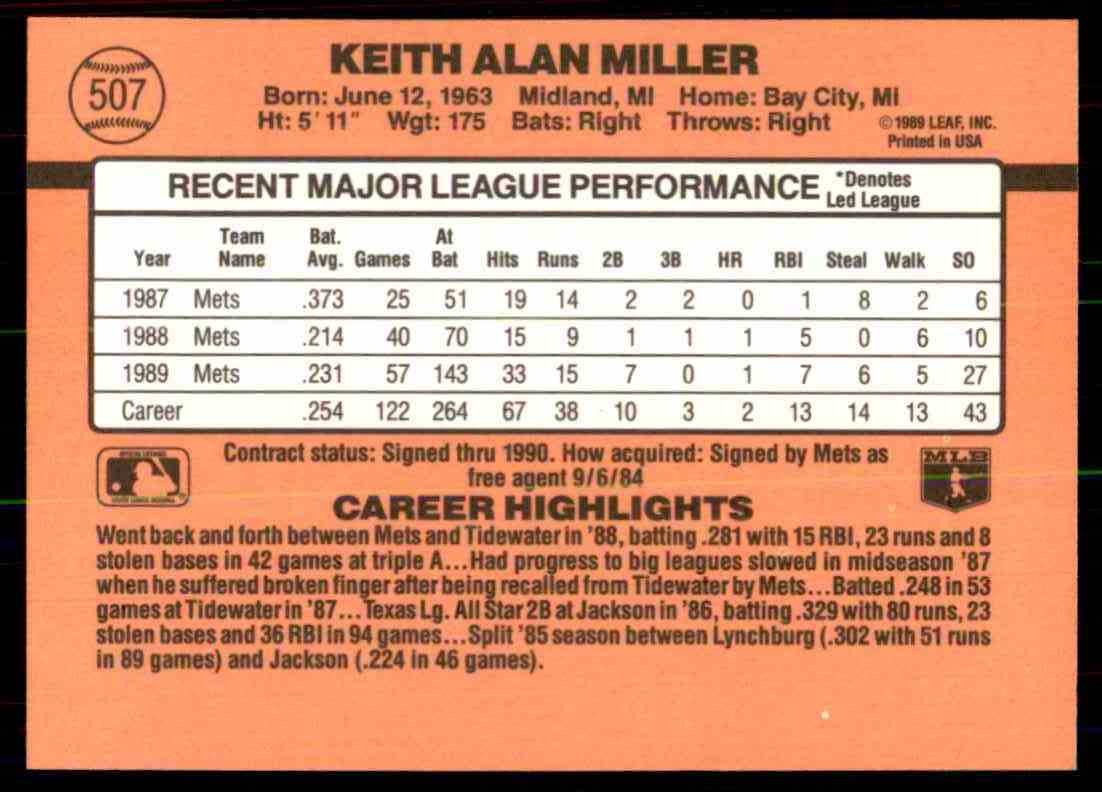 507
KEITH ALAN MILLER
Born: June 12, 1963 Midland, MI Home: Bay City, MI
Ht: 5' 11" Wgt: 175 Bats: Right Throws: Right
© 1989 LEAF, INC.
Printed in USA
RECENT MAJOR LEAGUE PERFORMANCE *Denotes Led League
Year Team Name Bat. Avg. Games At Bat Hits Runs 2B 3B HR RBI Steal Walk SO
1987 Mets .373 25 51 19 14 2 2 0 1 8 2 6
1988 Mets .214 40 70 15 9 1 1 1 5 0 6 10
1989 Mets .231 57 143 33 15 7 0 1 7 6 5 27
Career .254 122 264 67 38 10 3 2 13 14 13 43
Contract status: Signed thru 1990. How acquired: Signed by Mets as
free agent 9/6/84
MLB
CAREER HIGHLIGHTS
Went back and forth between Mets and Tidewater in '88, batting .281 with 15 RBI, 23 runs and 8
stolen bases in 42 games at triple A...Had progress to big leagues slowed in midseason '87
when he suffered broken finger after being recalled from Tidewater by Mets...Batted .248 in 53
games at Tidewater in '87...Texas Lg. All Star 2B at Jackson in '86, batting .329 with 80 runs, 23
stolen bases and 36 RBI in 94 games...Split '85 season between Lynchburg (.302 with 51 runs
in 89 games) and Jackson (.224 in 46 games).